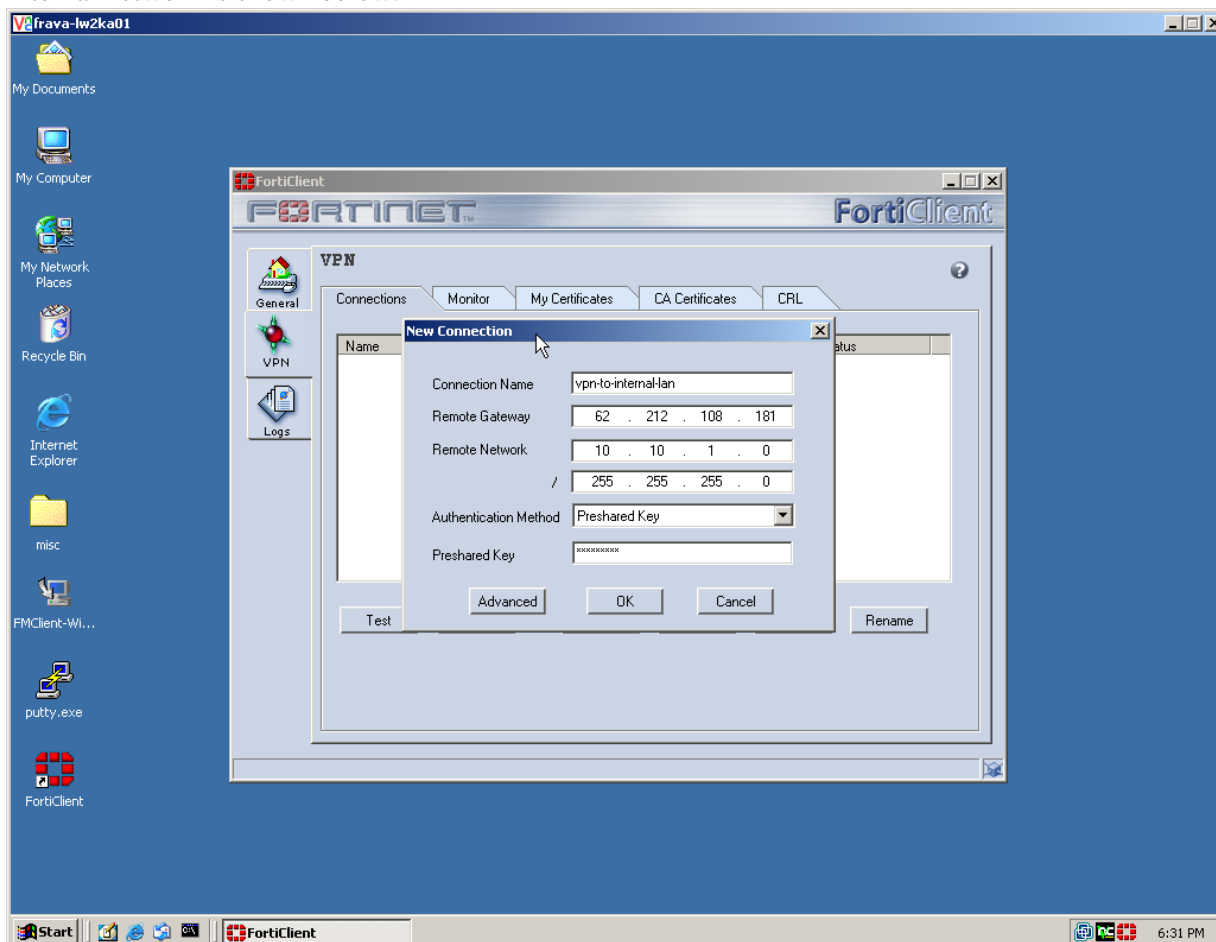 frava-lw2ka01
My Documents
My Computer
My Network
Places
Recycle Bin
Internet
Explorer
misc
FMClient-Wi...
putty.exe
FortiClient
FortiClient
FORTINET TM
FortiClient
General
VPN
Logs
VPN
Connections Monitor My Certificates CA Certificates CRL
Name
atus
New Connection
Connection Name vpn-to-internal-lan
Remote Gateway 62 . 212 . 108 . 181
Remote Network 10 . 10 . 1 . 0
/ 255 . 255 . 255 . 0
Authentication Method Preshared Key
Preshared Key xxxxxxxxx
Advanced OK Cancel
Test Rename
Start FortiClient 6:31 PM